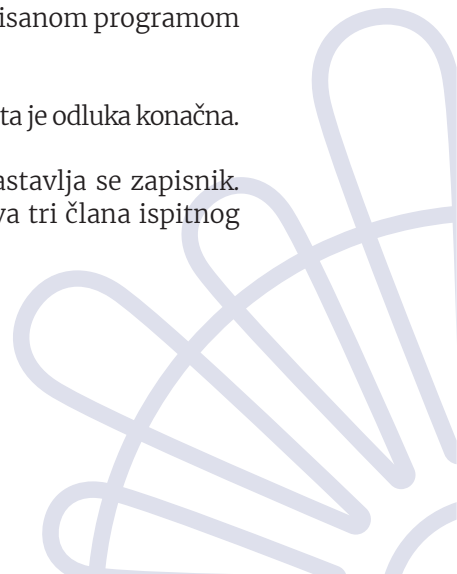 isanom programom
ta je odluka konačna.
astavlja se zapisnik.
va tri člana ispitnog